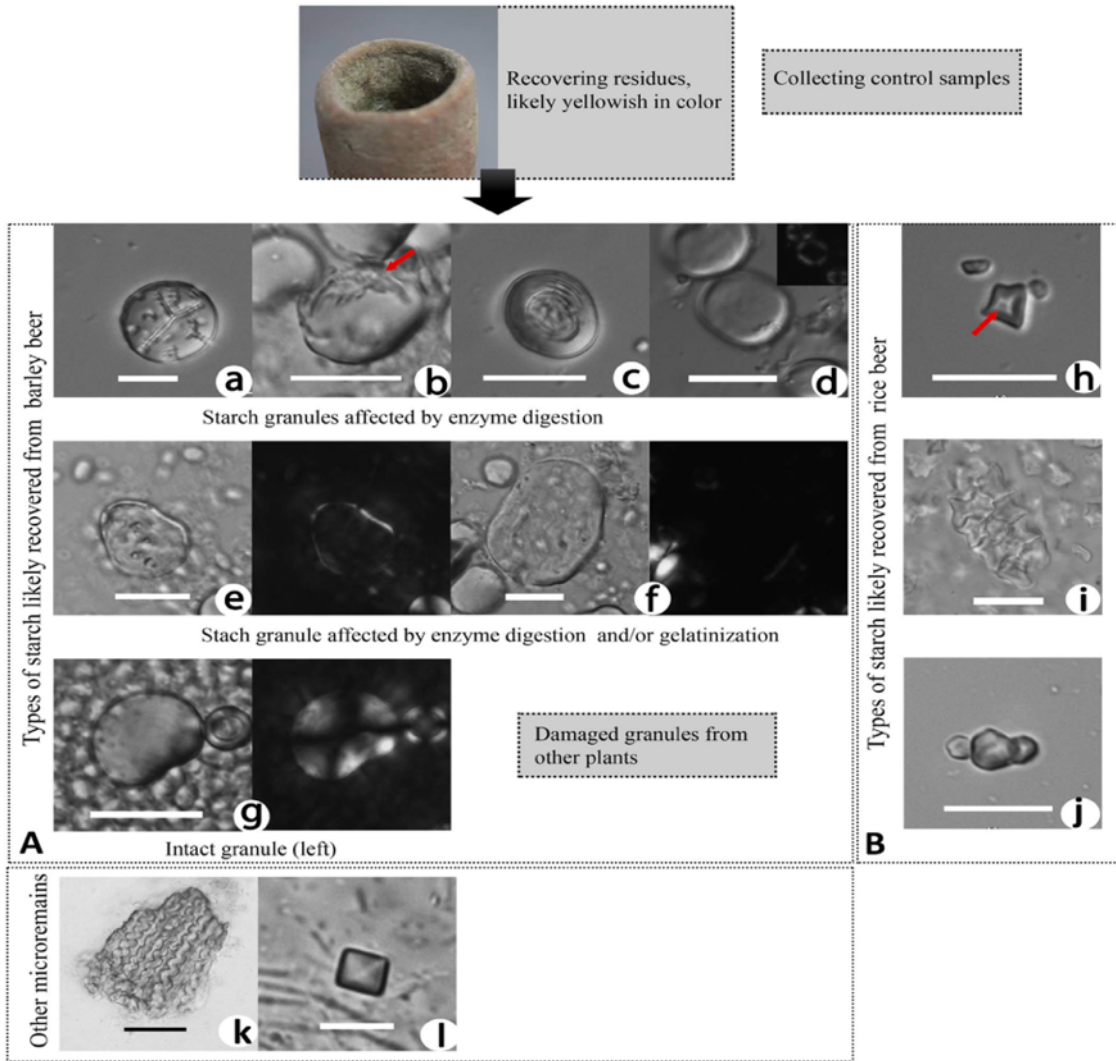 Recovering residues,
likely yellowish in color
Collecting control samples
Types of starch likely recovered from barley beer
a
b
c
d
Starch granules affected by enzyme digestion
e
f
Stach granule affected by enzyme digestion and/or gelatinization
g
Damaged granules from
other plants
A
Intact granule (left)
Types of starch likely recovered from rice beer
h
i
j
B
Other microremains
k
l